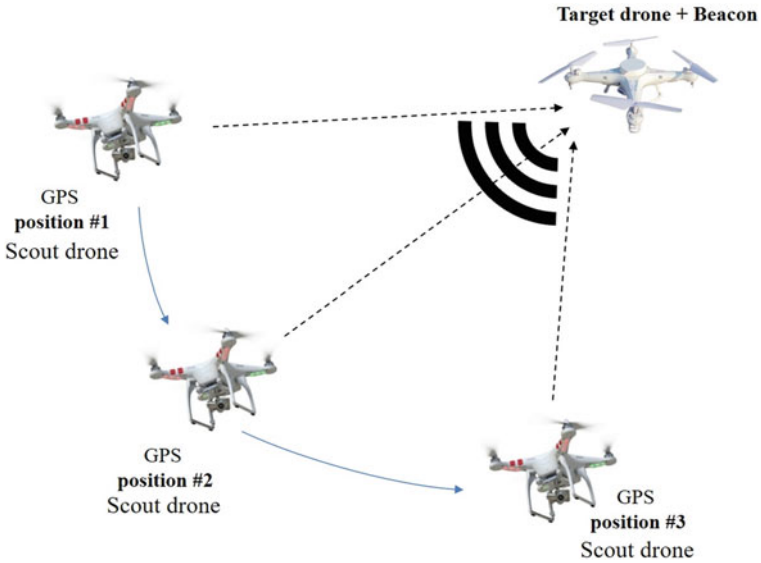 Target drone + Beacon
GPS
position #1
Scout drone
GPS
position #2
Scout drone
GPS
position #3
Scout drone